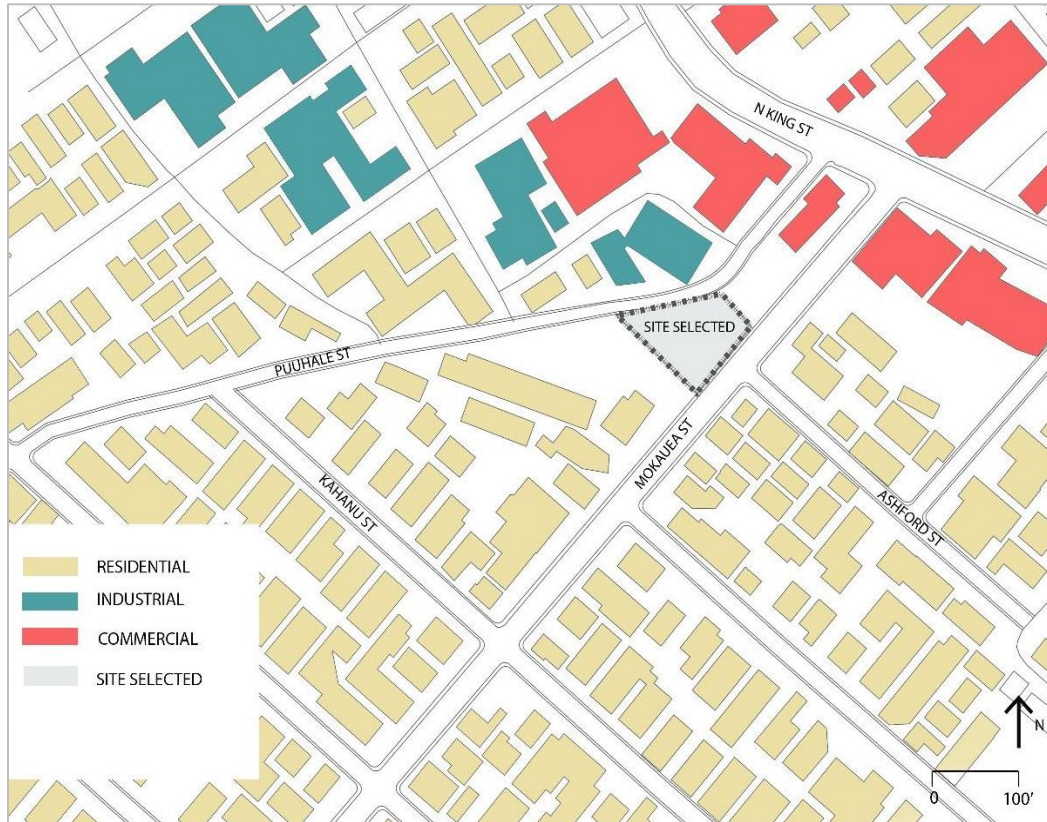 N KING ST
SITE SELECTED
PUUHALE ST
MOKAUEA ST
KAHANU ST
ASHFORD ST
RESIDENTIAL
INDUSTRIAL
COMMERCIAL
SITE SELECTED
N
0 100'